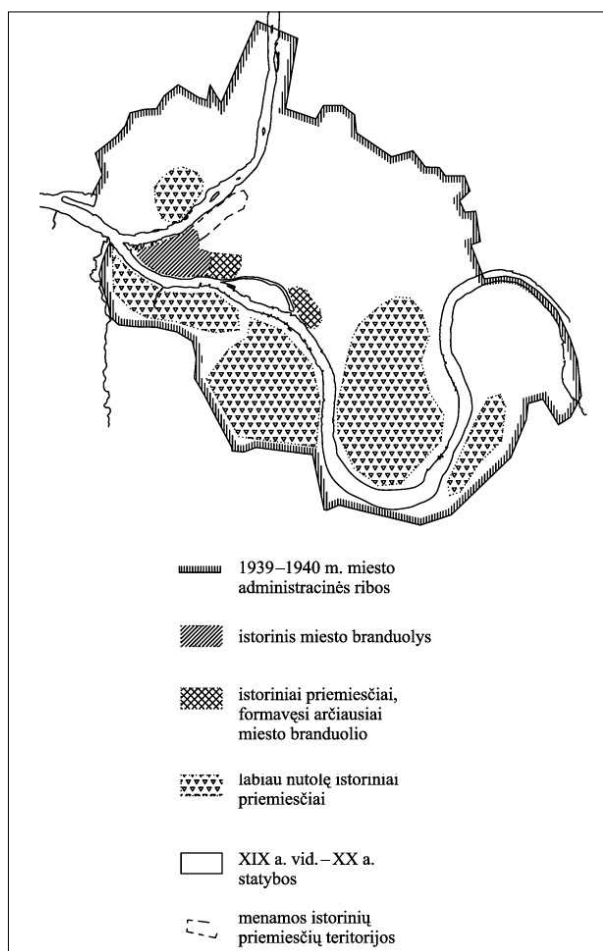 1939–1940 m. miesto
administracinės ribos
istorinis miesto branduolys
istoriniai priemiesčiai,
formavęsi arčiausiai
miesto branduolio
labiau nutolę istoriniai
priemiesčiai
XIX a. vid.–XX a.
statybos
menamos istorinių
priemiesčių teritorijos